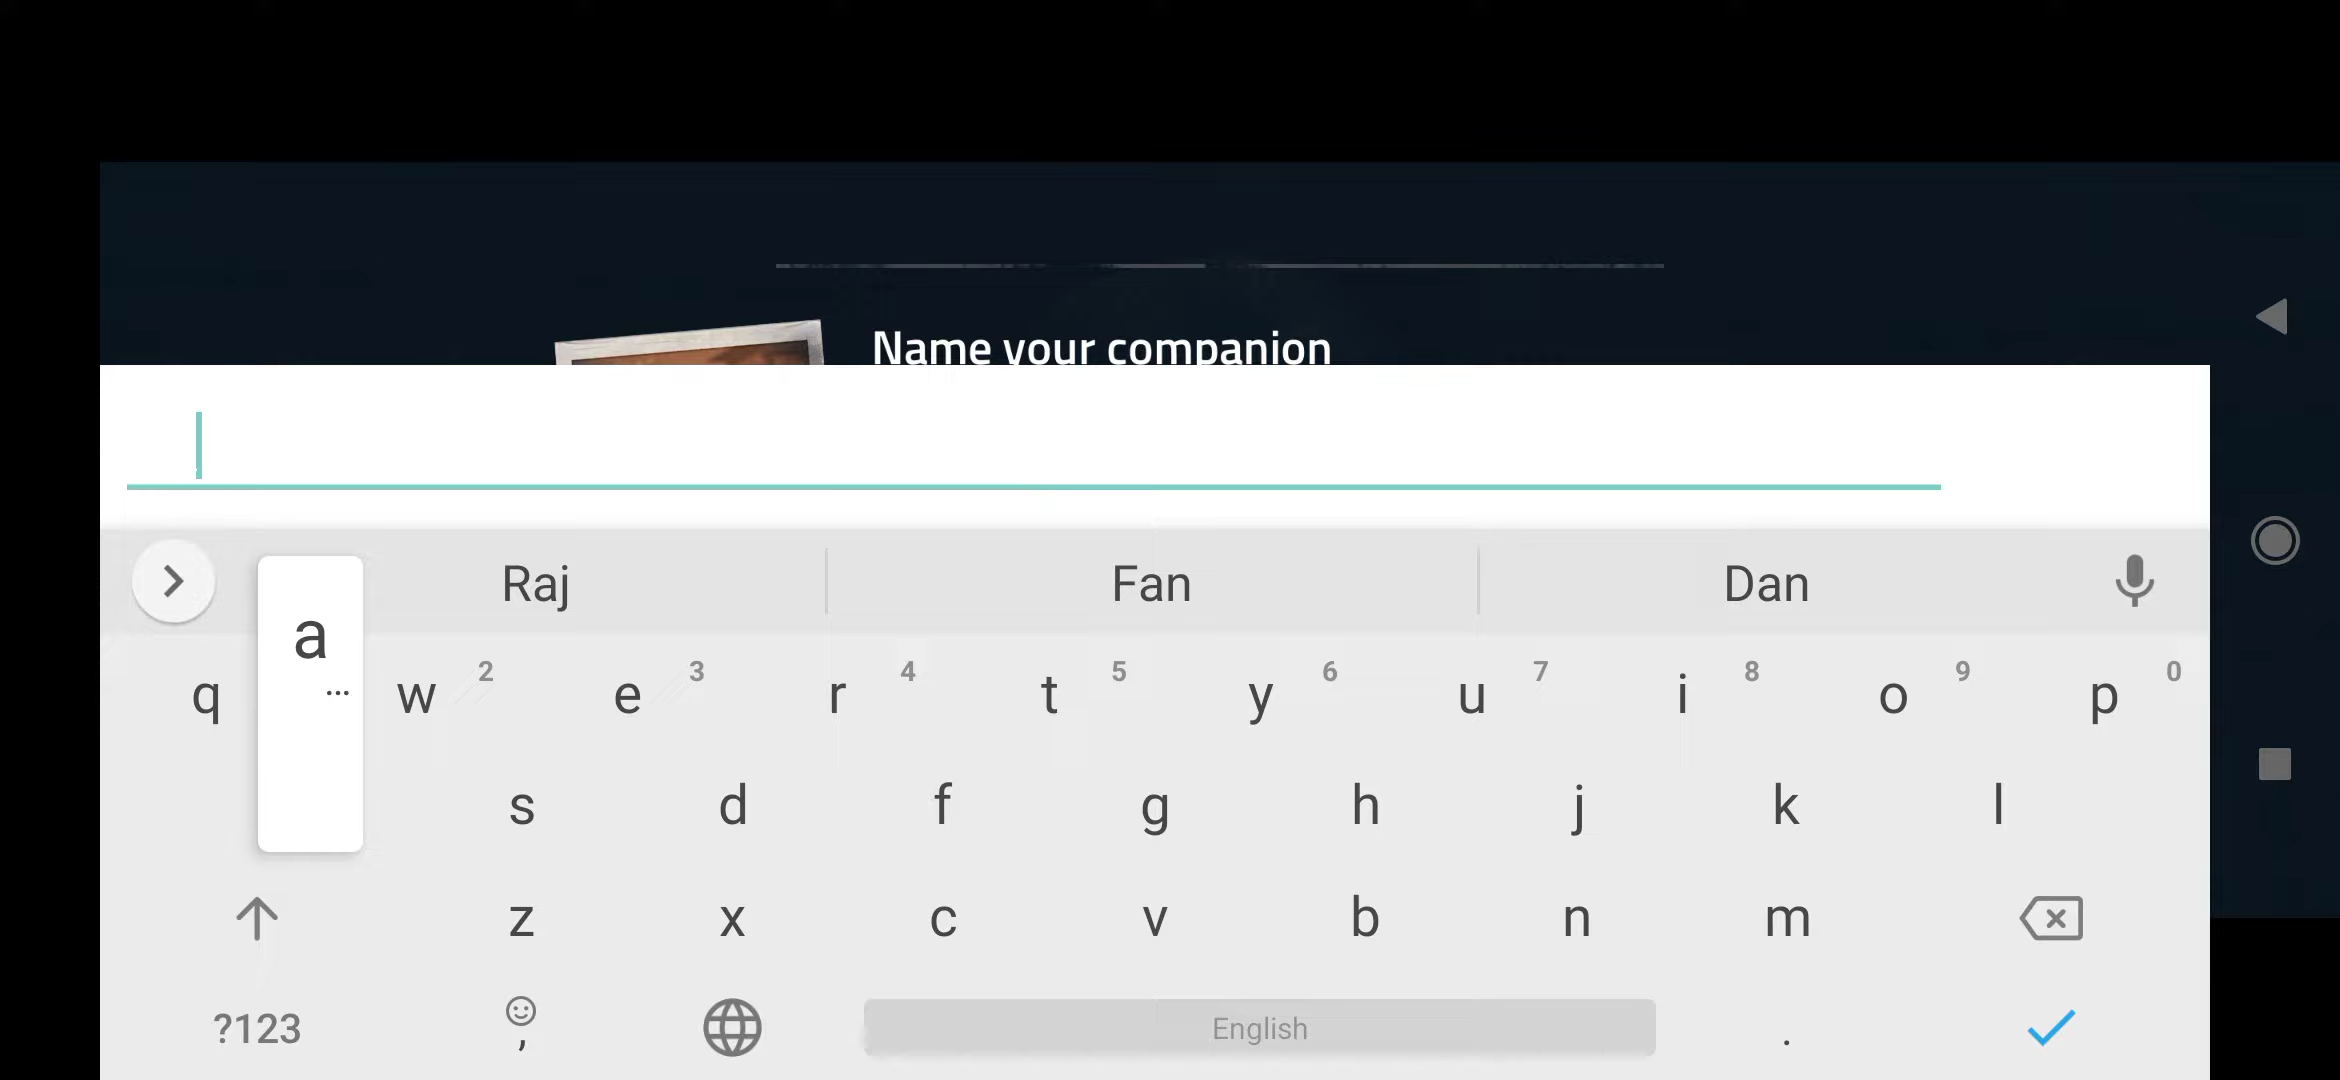 Name your companion
Raj Fan Dan
a
...
q w 2 e 3 r 4 t 5 y 6 u 7 i 8 o 9 p 0
s d f g h j k l
z x c v b n m
?123 , English .